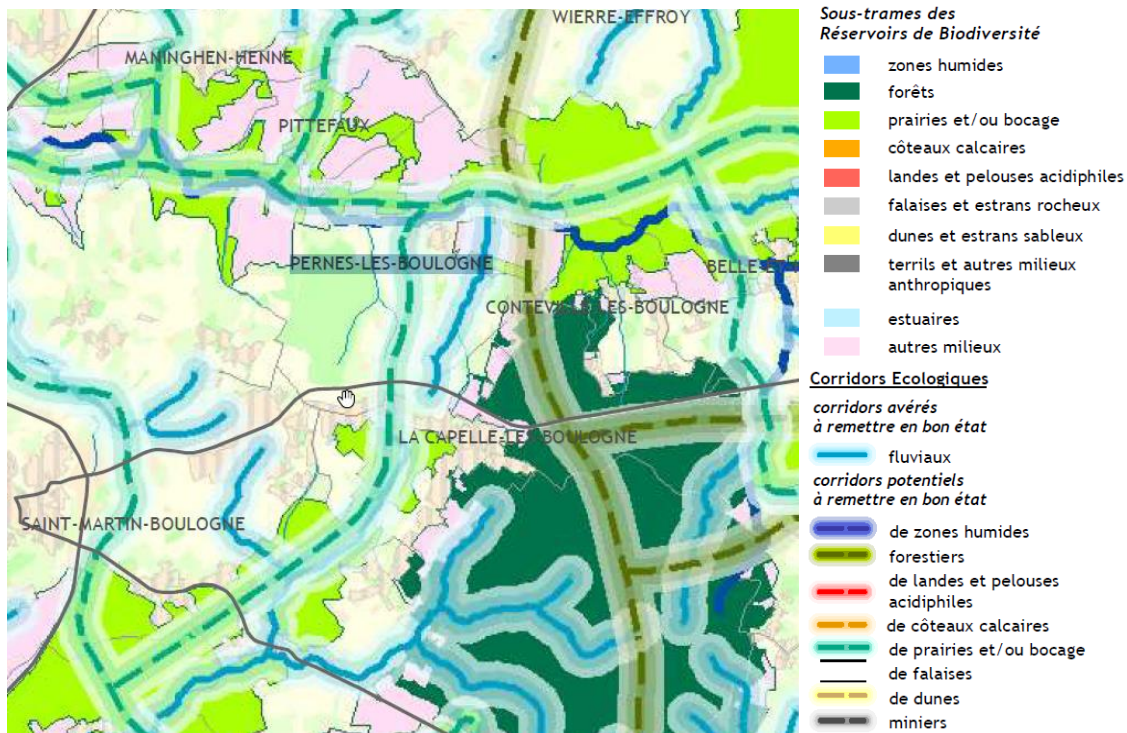 WIERRE-EFFROY
MANINGHEN-HENNE
PITTEFAUX
PERNES-LES-BOULOGNE
CONTEVILLE-LES-BOULOGNE
LA CAPELLE-LES-BOULOGNE
SAINT-MARTIN-BOULOGNE
Sous-trames des
Réservoirs de Biodiversité
zones humides
forêts
prairies et/ou bocage
côteaux calcaires
landes et pelouses acidiphiles
falaises et estrans rocheux
dunes et estrans sableux
terrils et autres milieux
anthropiques
estuaires
autres milieux
Corridors Ecologiques
corridors avérés
à remettre en bon état
fluviaux
corridors potentiels
à remettre en bon état
de zones humides
forestiers
de landes et pelouses
acidiphiles
de côteaux calcaires
de prairies et/ou bocage
de falaises
de dunes
miniers